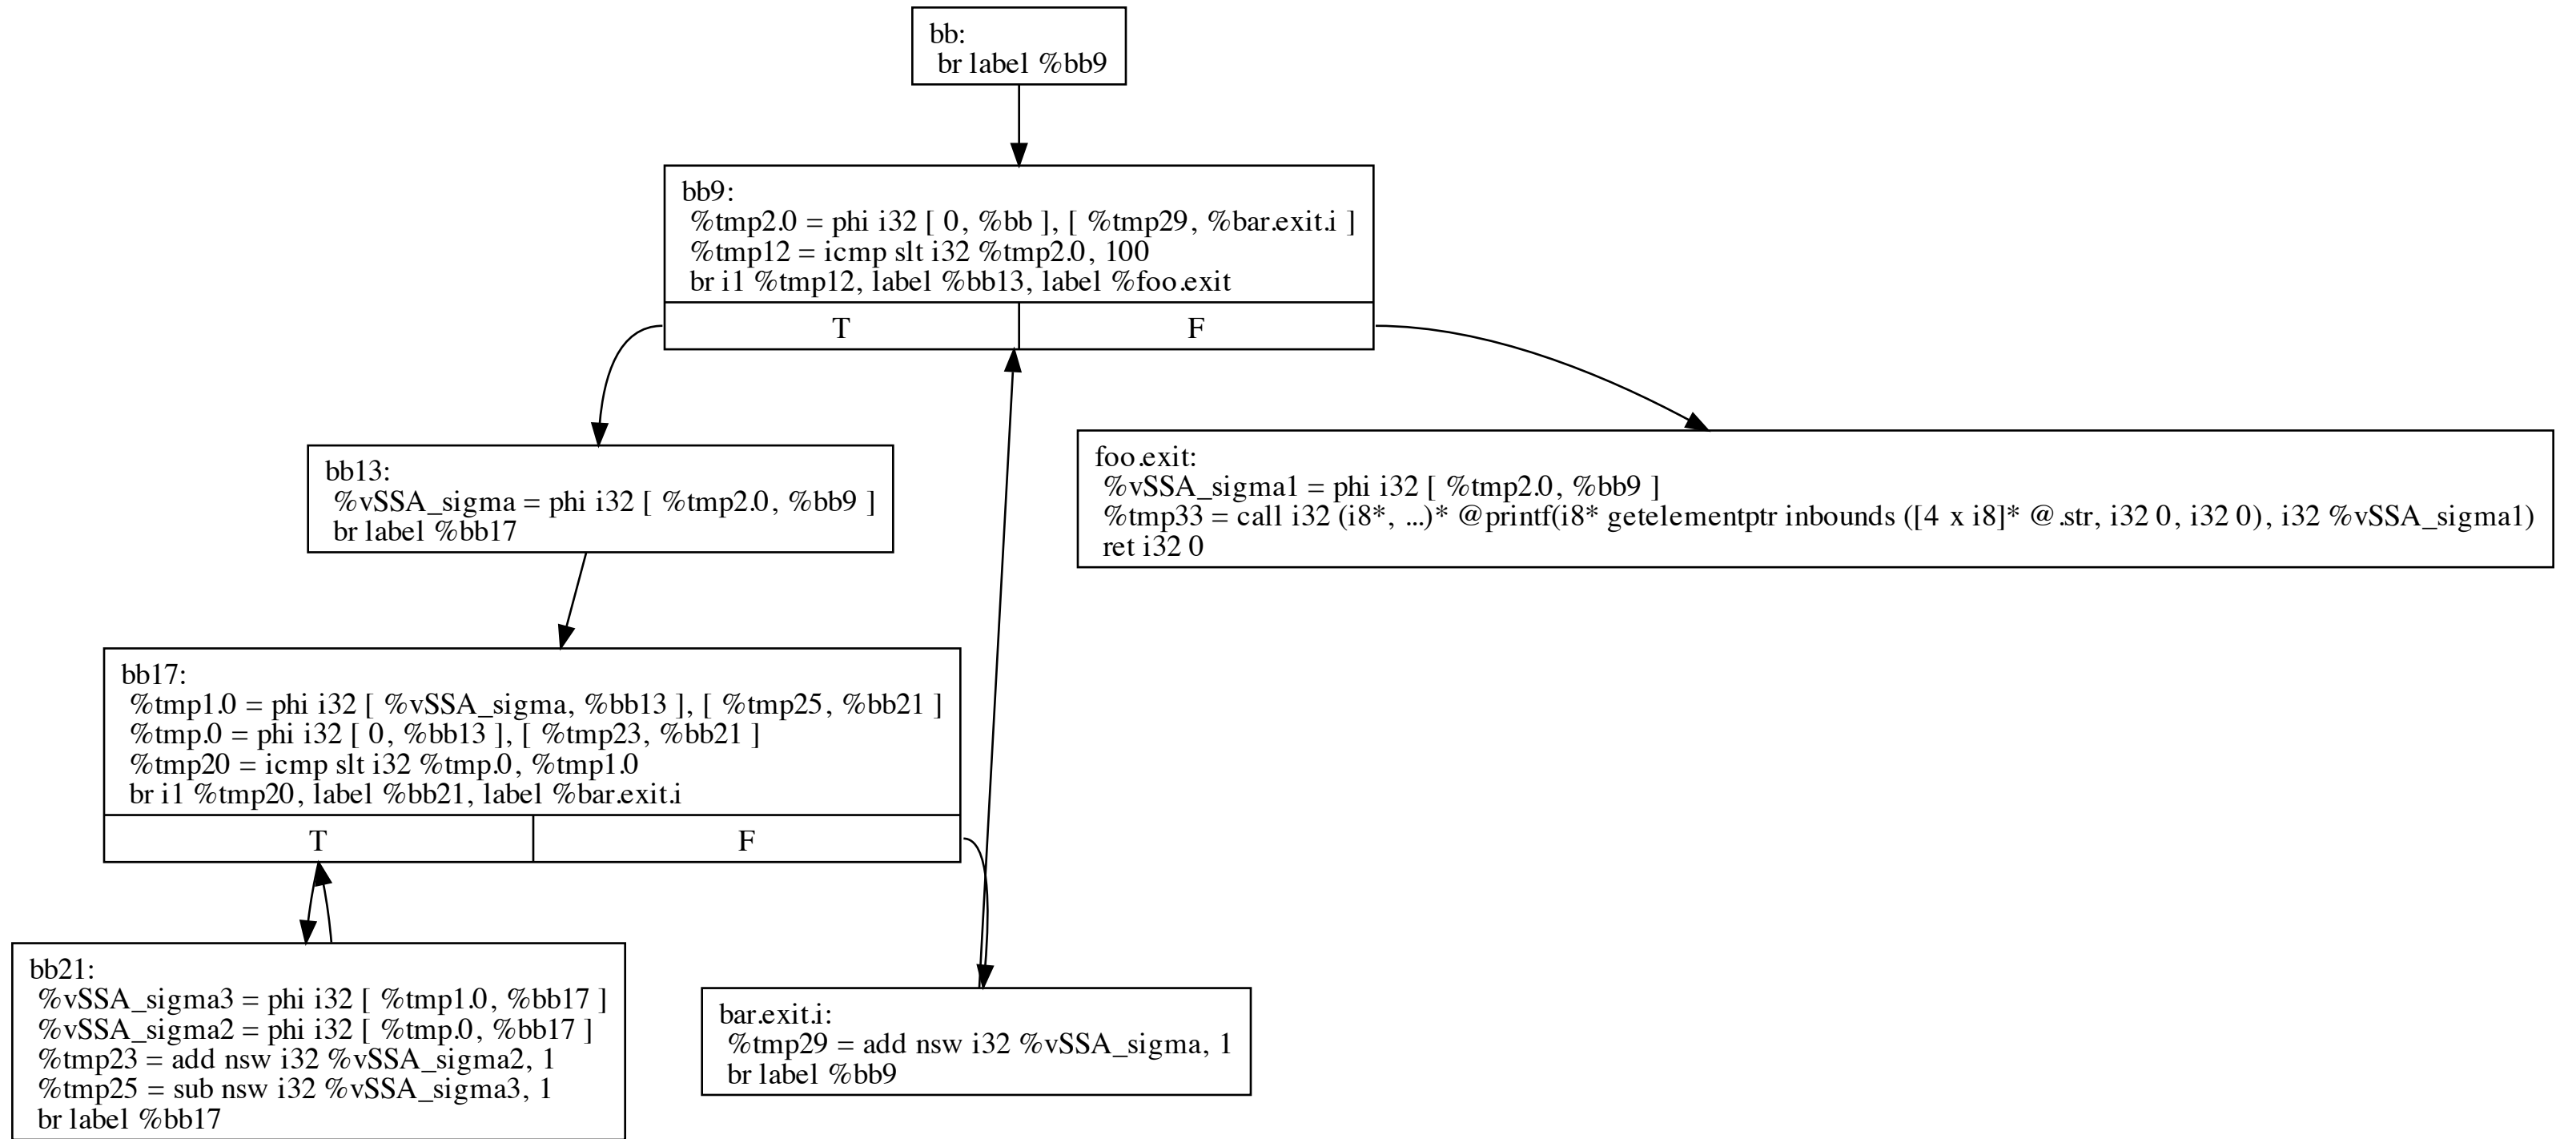 bb:
br label %bb9
bb9:
%tmp2.0 = phi i32 [ 0, %bb ], [ %tmp29, %bar.exit.i ]
%tmp12 = icmp slt i32 %tmp2.0, 100
br i1 %tmp12, label %bb13, label %foo.exit
T F
bb13:
%vSSA_sigma = phi i32 [ %tmp2.0, %bb9 ]
br label %bb17
foo.exit:
%vSSA_sigma1 = phi i32 [ %tmp2.0, %bb9 ]
%tmp33 = call i32 (i8*, ...)* @printf(i8* getelementptr inbounds ([4 x i8]* @.str, i32 0, i32 0), i32 %vSSA_sigma1)
ret i32 0
bb17:
%tmp1.0 = phi i32 [ %vSSA_sigma, %bb13 ], [ %tmp25, %bb21 ]
%tmp.0 = phi i32 [ 0, %bb13 ], [ %tmp23, %bb21 ]
%tmp20 = icmp slt i32 %tmp.0, %tmp1.0
br i1 %tmp20, label %bb21, label %bar.exit.i
T F
bb21:
%vSSA_sigma3 = phi i32 [ %tmp1.0, %bb17 ]
%vSSA_sigma2 = phi i32 [ %tmp.0, %bb17 ]
%tmp23 = add nsw i32 %vSSA_sigma2, 1
%tmp25 = sub nsw i32 %vSSA_sigma3, 1
br label %bb17
bar.exit.i:
%tmp29 = add nsw i32 %vSSA_sigma, 1
br label %bb9